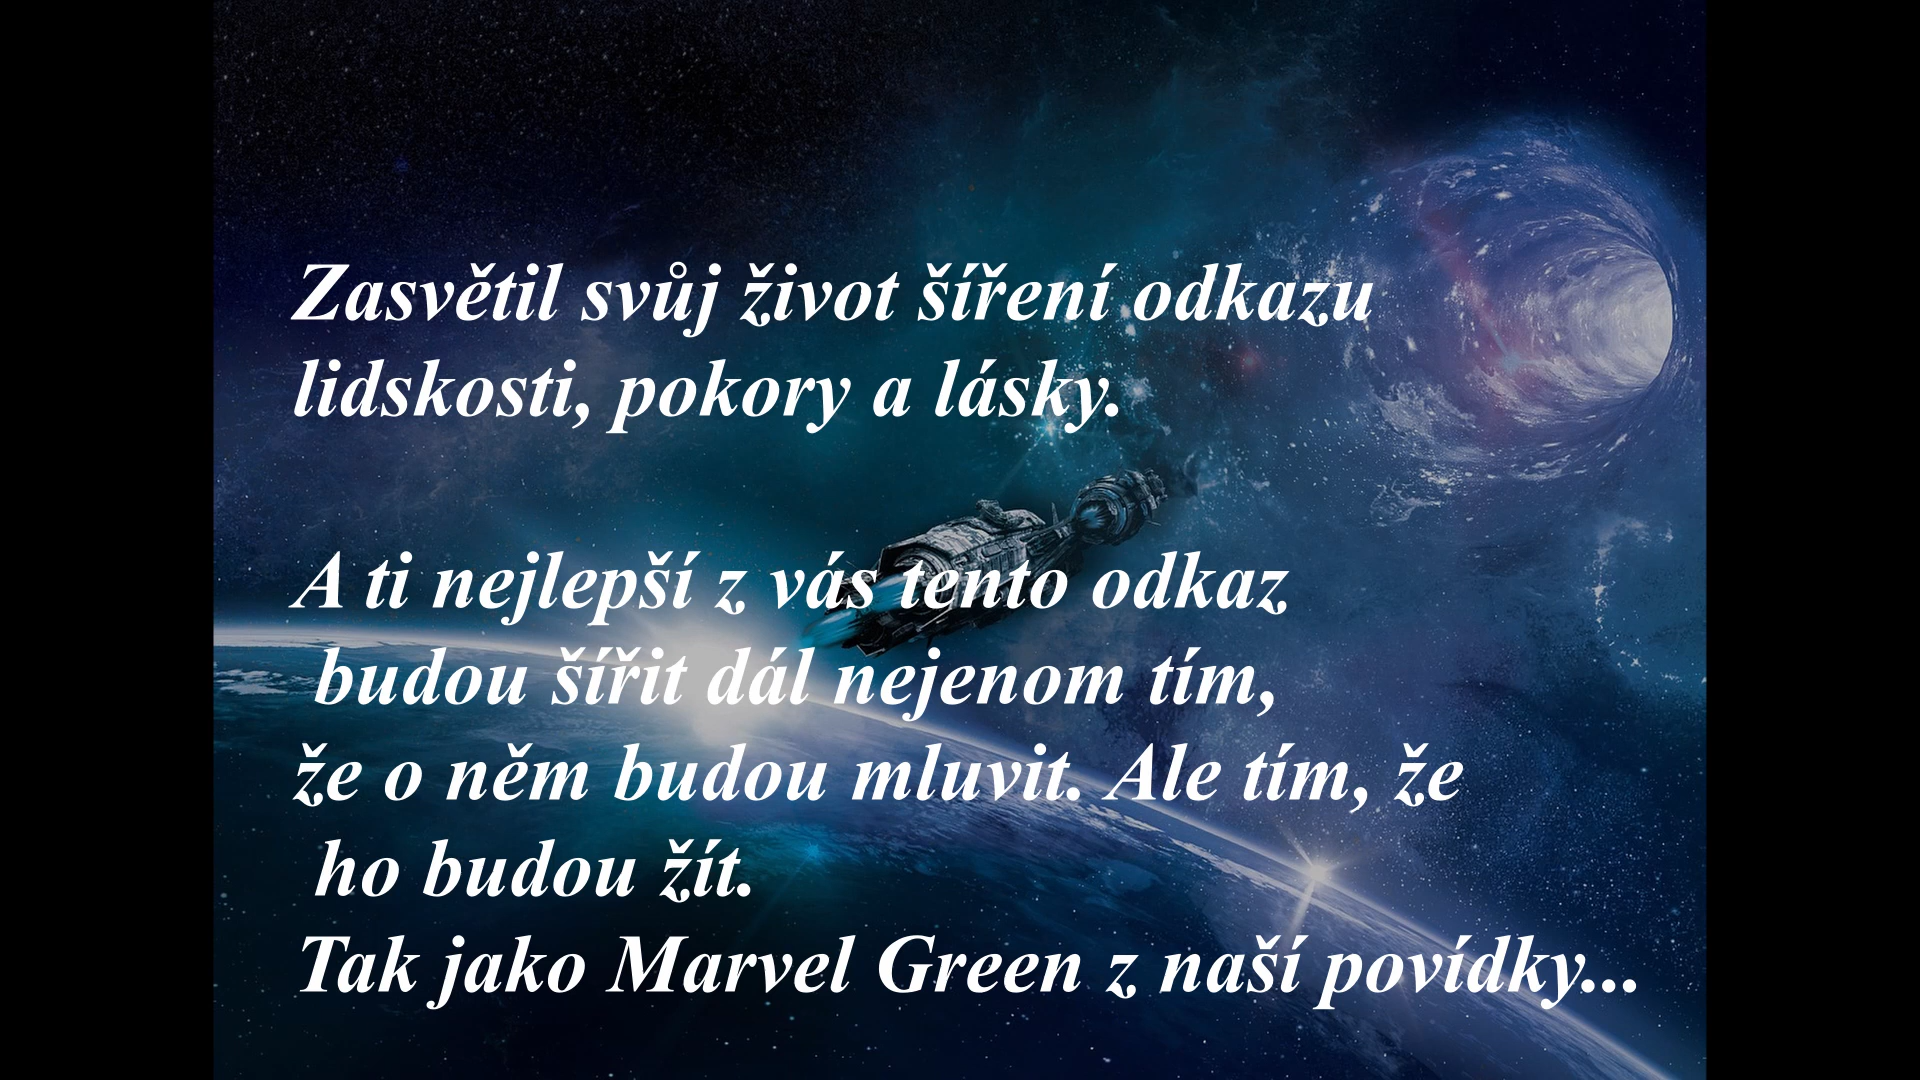 Zasvětil svůj život šíření odkazu
lidskosti, pokory a lásky.
A ti nejlepší z vás tento odkaz
budou šířit dál nejenom tím,
že o něm budou mluvit. Ale tím, že
ho budou žít.
Tak jako Marvel Green z naší povídky...